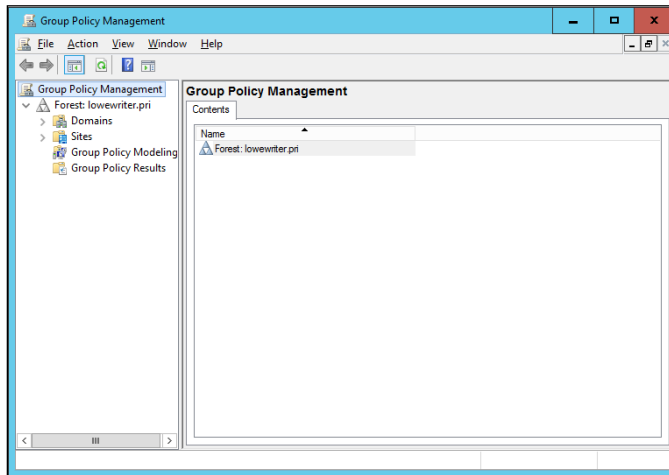 Group Policy Management
File Action View Window Help
Group Policy Management
Forest: lowewriter.pri
Domains
Sites
Group Policy Modeling
Group Policy Results
Group Policy Management
Contents
Name
Forest: lowewriter.pri